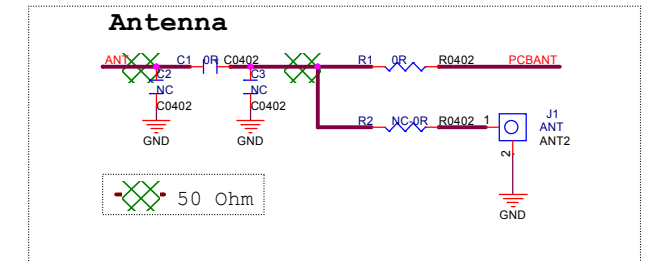 Antenna
ANT C1 0R C0402 R1 0R R0402 PCBANT
C2 C3
NC NC
C0402 C0402
GND GND
R2 NC-0R R0402 1 J1
ANT
ANT2
2
GND
50 Ohm